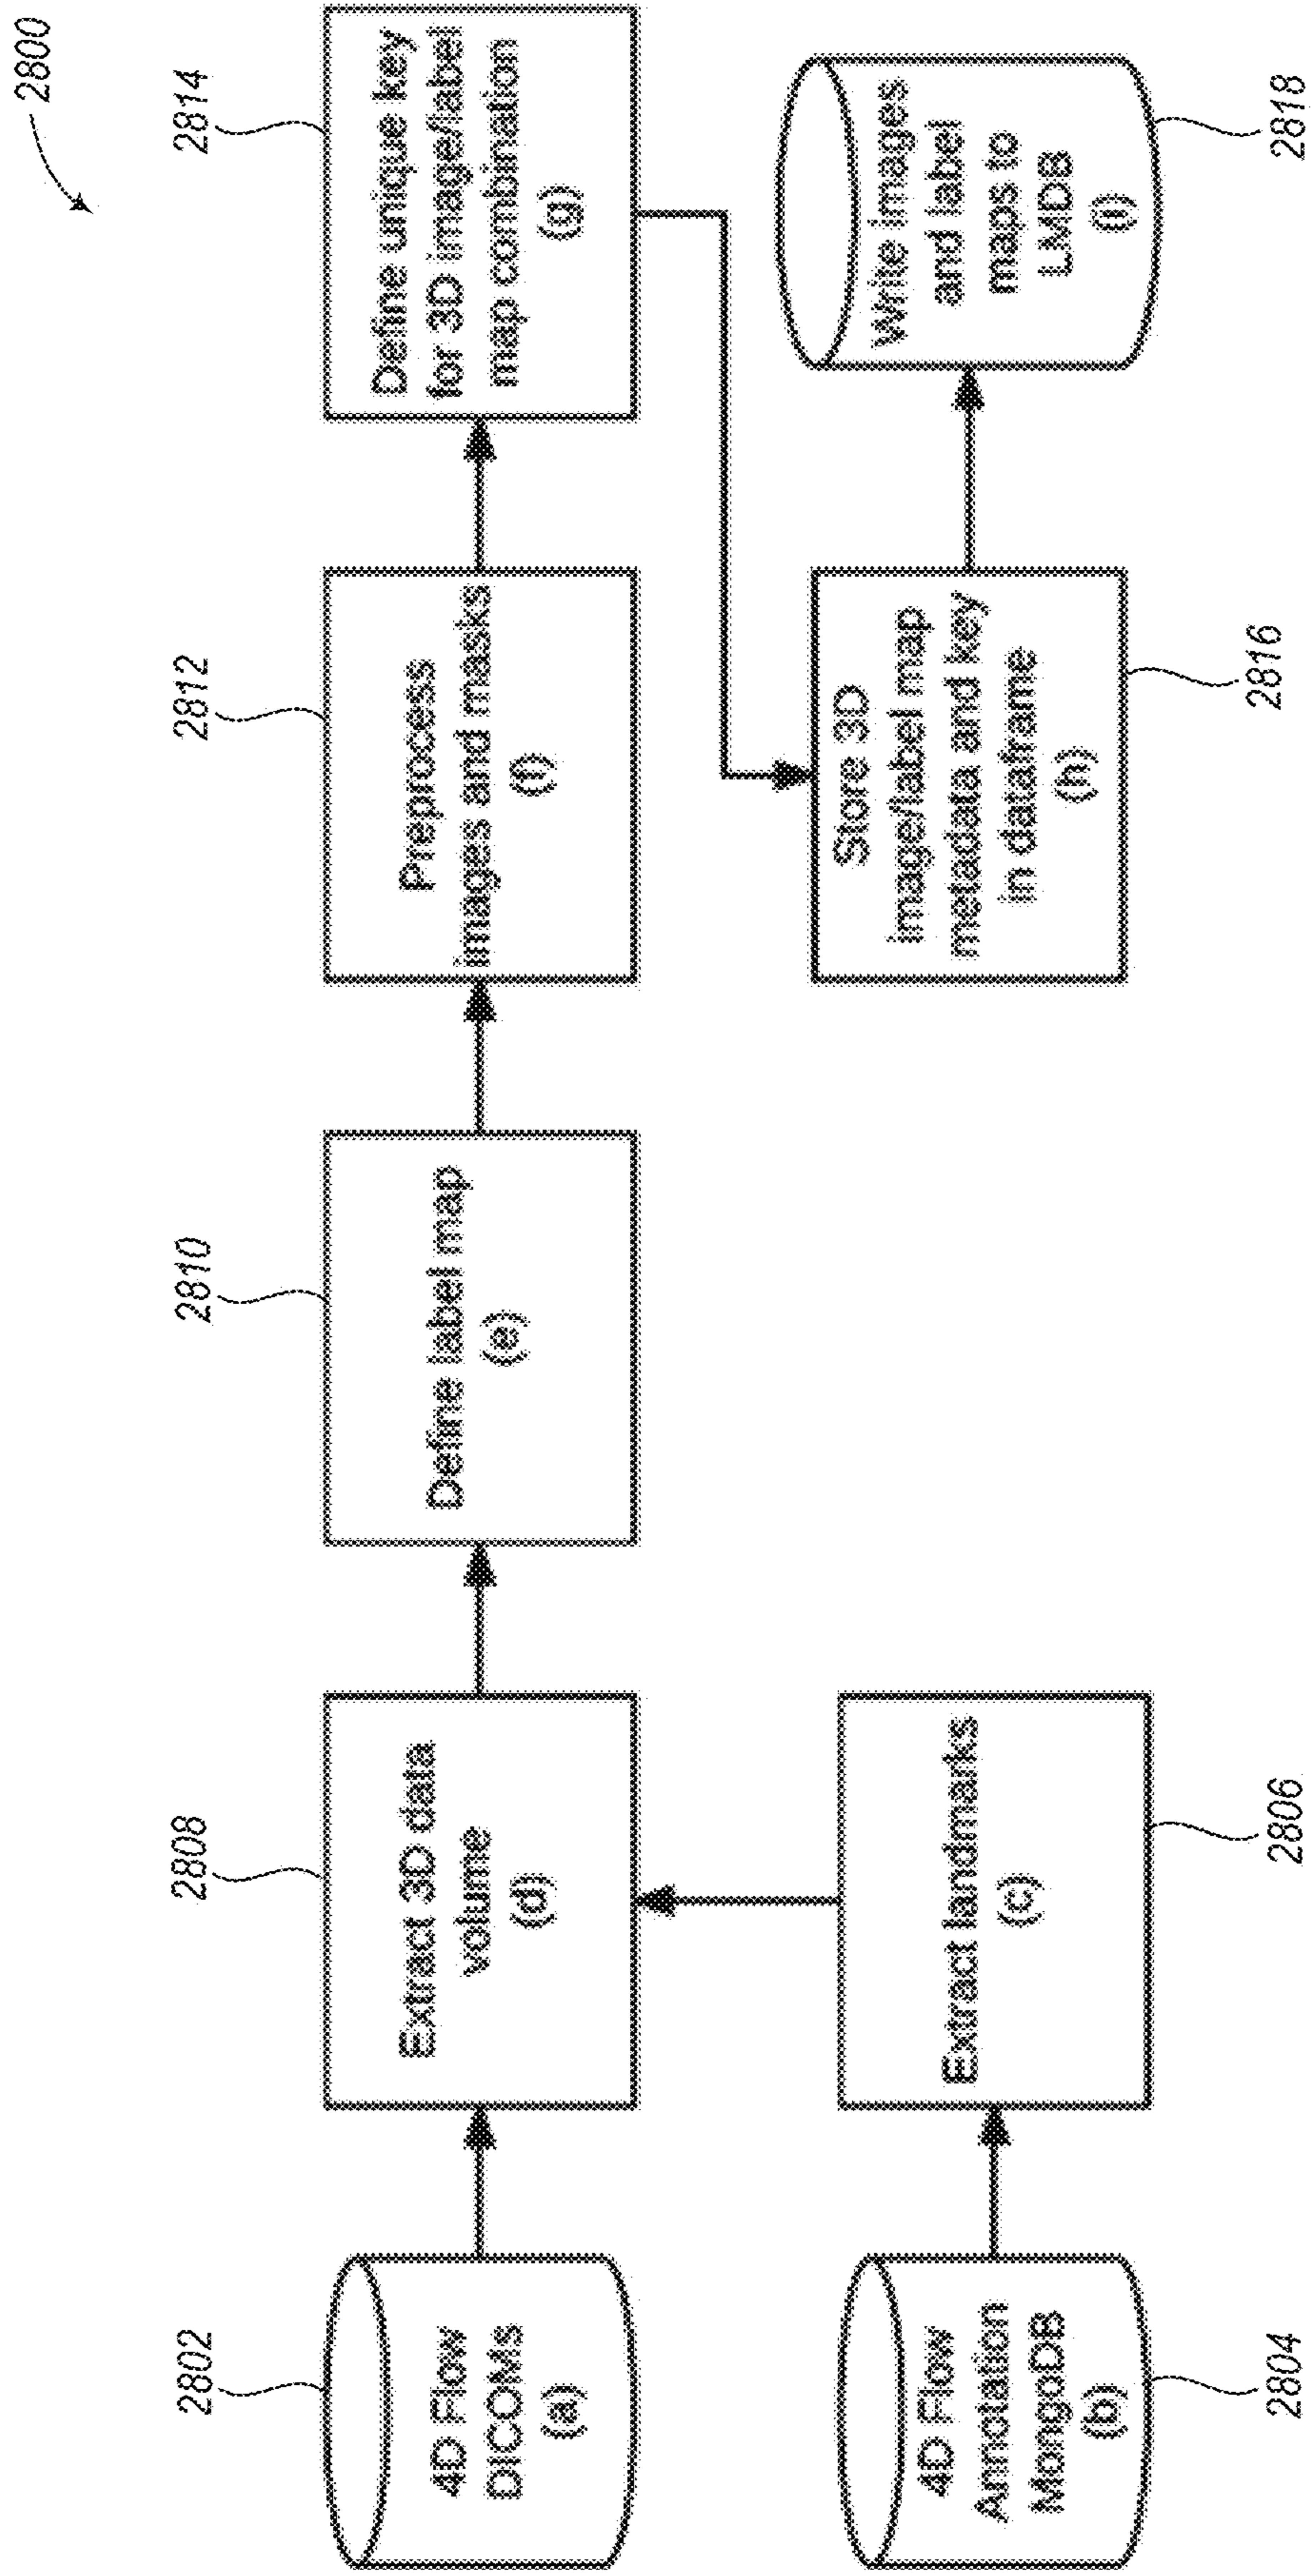 2800
2802
4D Flow
DICOMs
(a)
2808
Extract 3D data
volume
(d)
2810
Define label map
(e)
2812
Preprocess
images and masks
(f)
2814
Define unique key
for 3D image/label
map combination
(g)
4D Flow
Annotation
MongoDB
(b)
2804
Extract landmarks
(c)
2806
Store 3D
image/label map
metadata and key
in dataframe
(h)
2816
Write images
and label
maps to
LMDB
(i)
2818